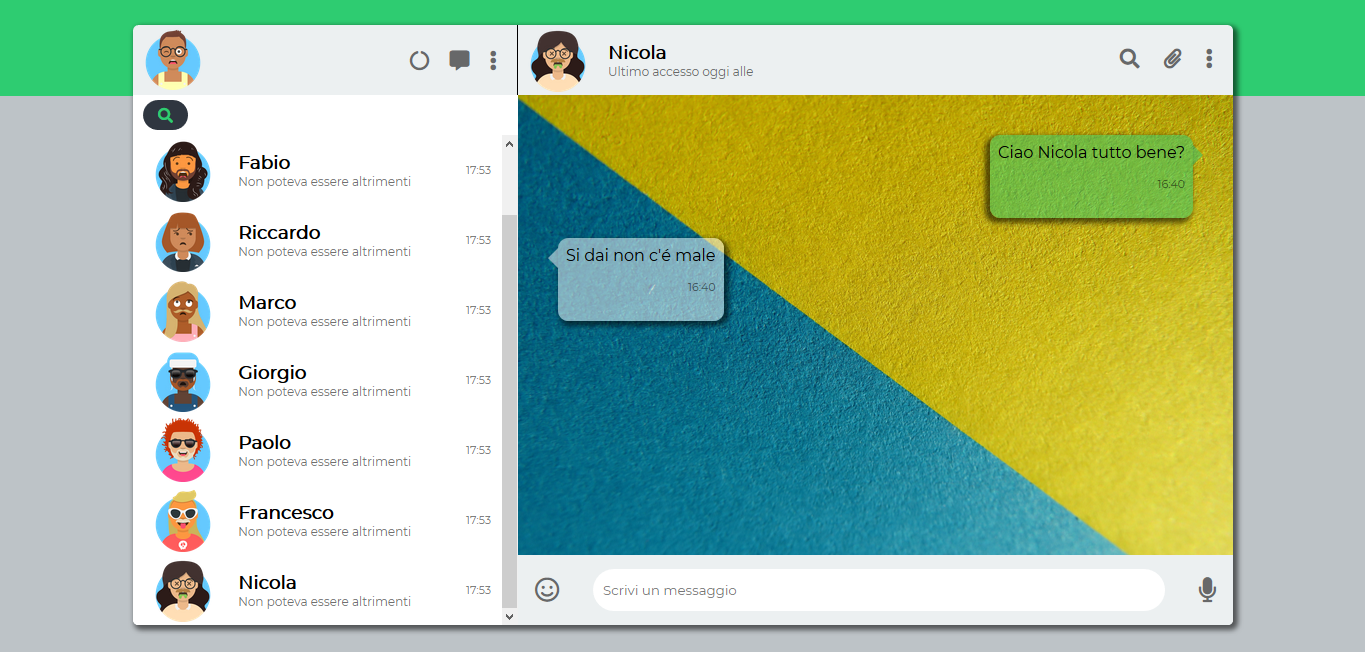 Nicola
Ultimo accesso oggi alle
Fabio
Non poteva essere altrimenti
17:53
Riccardo
Non poteva essere altrimenti
17:53
Marco
Non poteva essere altrimenti
17:53
Giorgio
Non poteva essere altrimenti
17:53
Paolo
Non poteva essere altrimenti
17:53
Francesco
Non poteva essere altrimenti
17:53
Nicola
Non poteva essere altrimenti
17:53
Ciao Nicola tutto bene?
16:40
Si dai non c'é male
16:40
Scrivi un messaggio